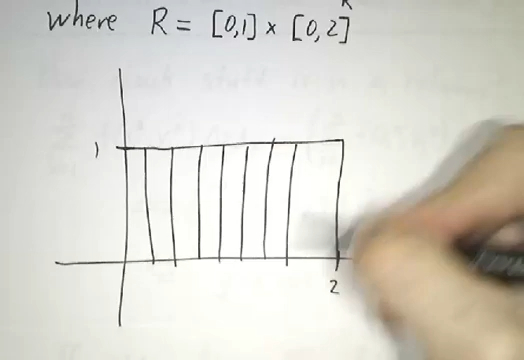 where R = [0,1] × [0,2]
1
2